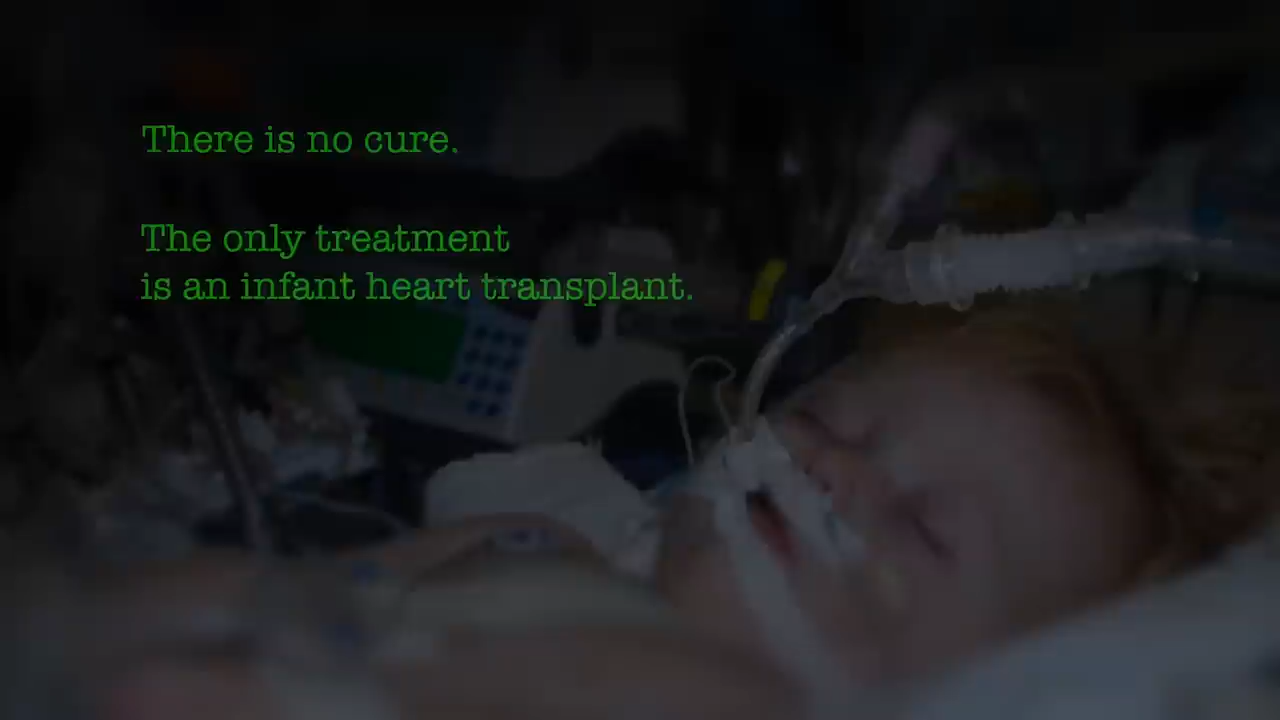 There is no cure.
The only treatment
is an infant heart transplant.